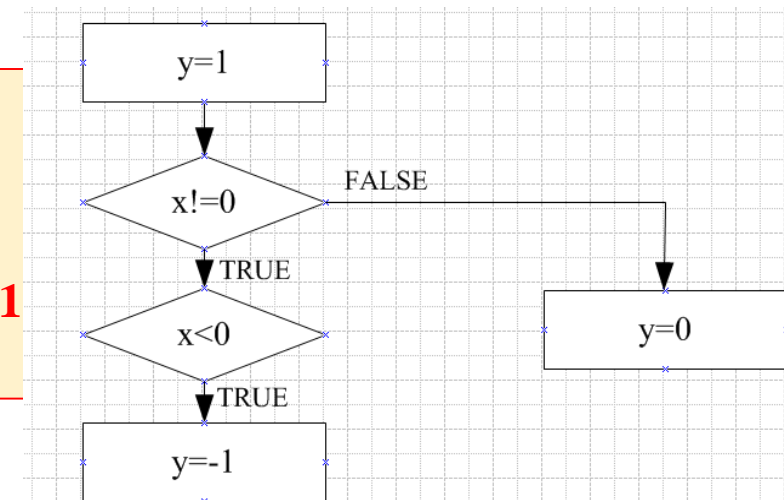 y=1
x!=0
FALSE
TRUE
1
x<0
y=0
TRUE
y=-1